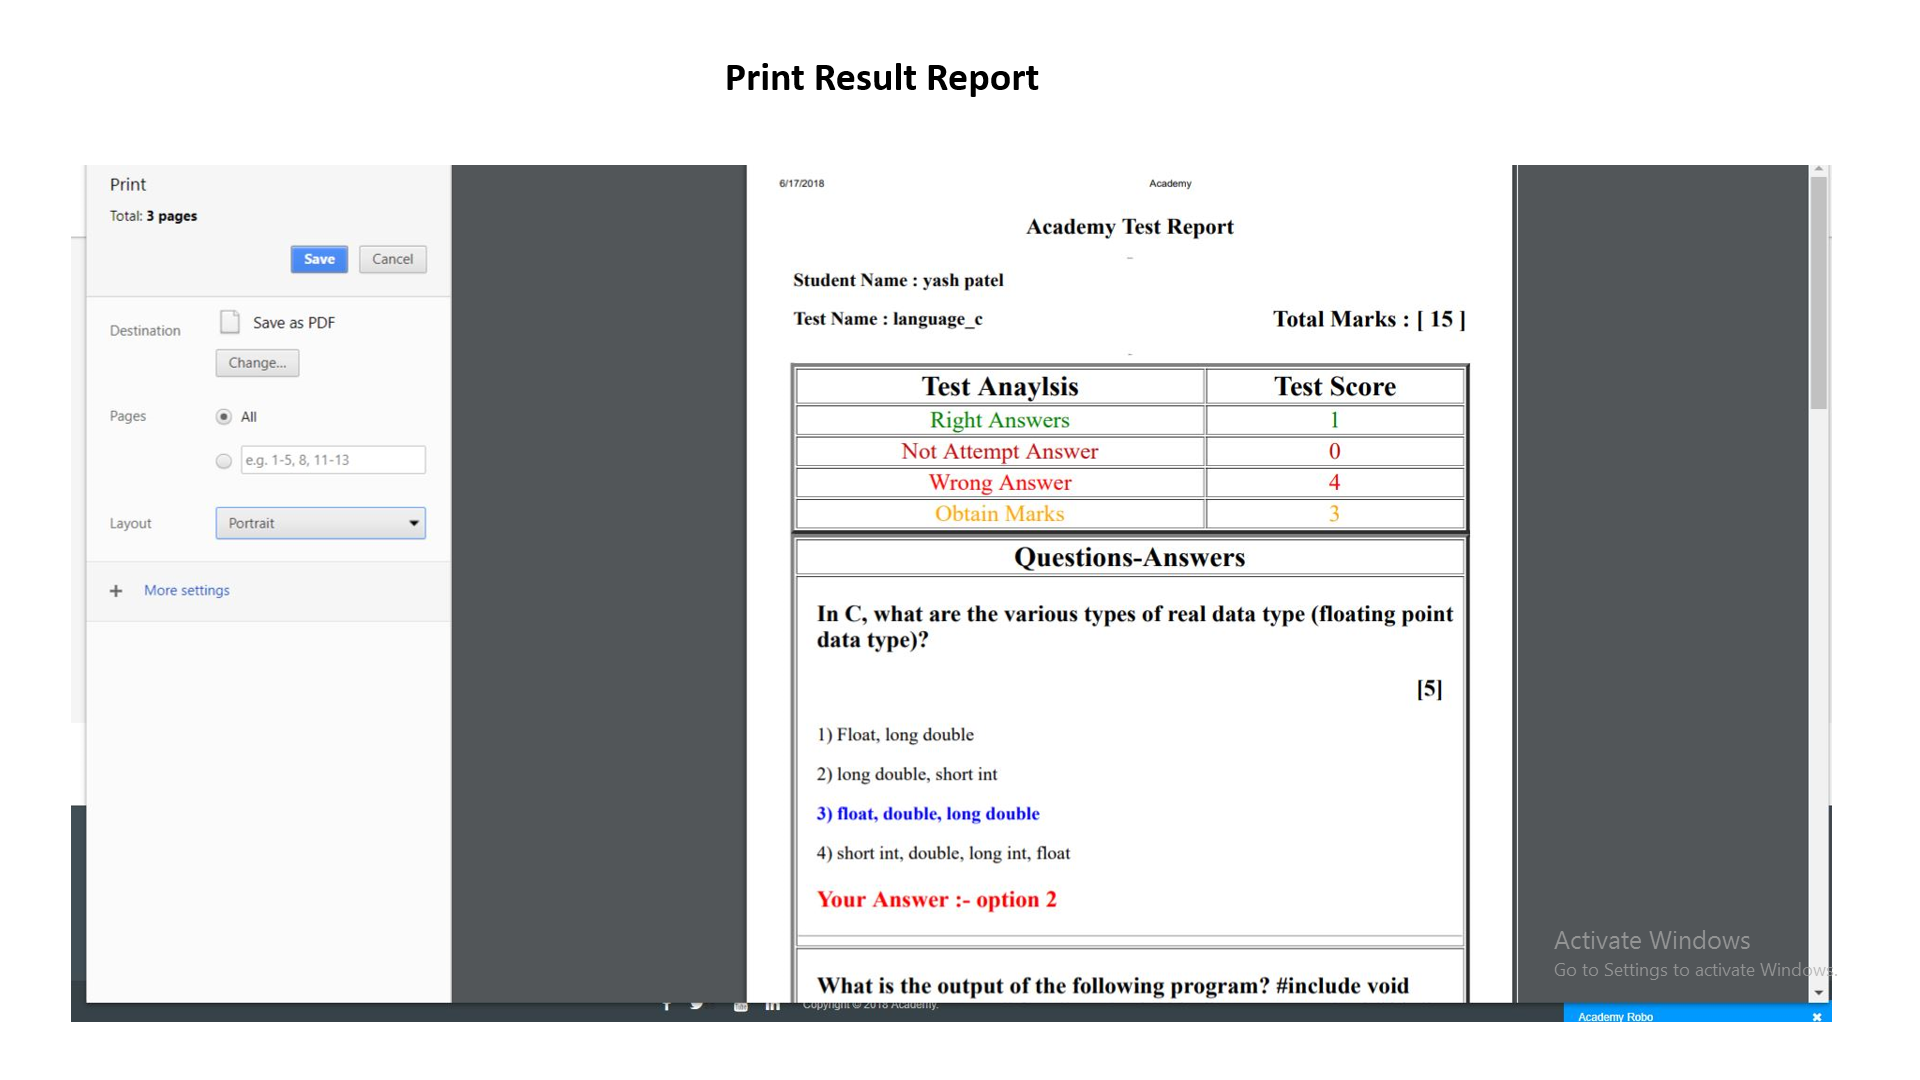 Print Result Report
Print
Total: 3 pages
Save
Cancel
Destination
Save as PDF
Change...
Pages
All
e.g. 1-5, 8, 11-13
Layout
Portrait
+ More settings
6/17/2018
Academy
Academy Test Report
Student Name : yash patel
Test Name : language_c
Total Marks : [ 15 ]
Test Anaylsis
Test Score
Right Answers
1
Not Attempt Answer
0
Wrong Answer
4
Obtain Marks
3
Questions-Answers
In C, what are the various types of real data type (floating point
data type)?
[5]
1) Float, long double
2) long double, short int
3) float, double, long double
4) short int, double, long int, float
Your Answer :- option 2
What is the output of the following program? #include void
Activate Windows
Go to Settings to activate Windows.
Copyright © 2018 Academy.
Academy Robo